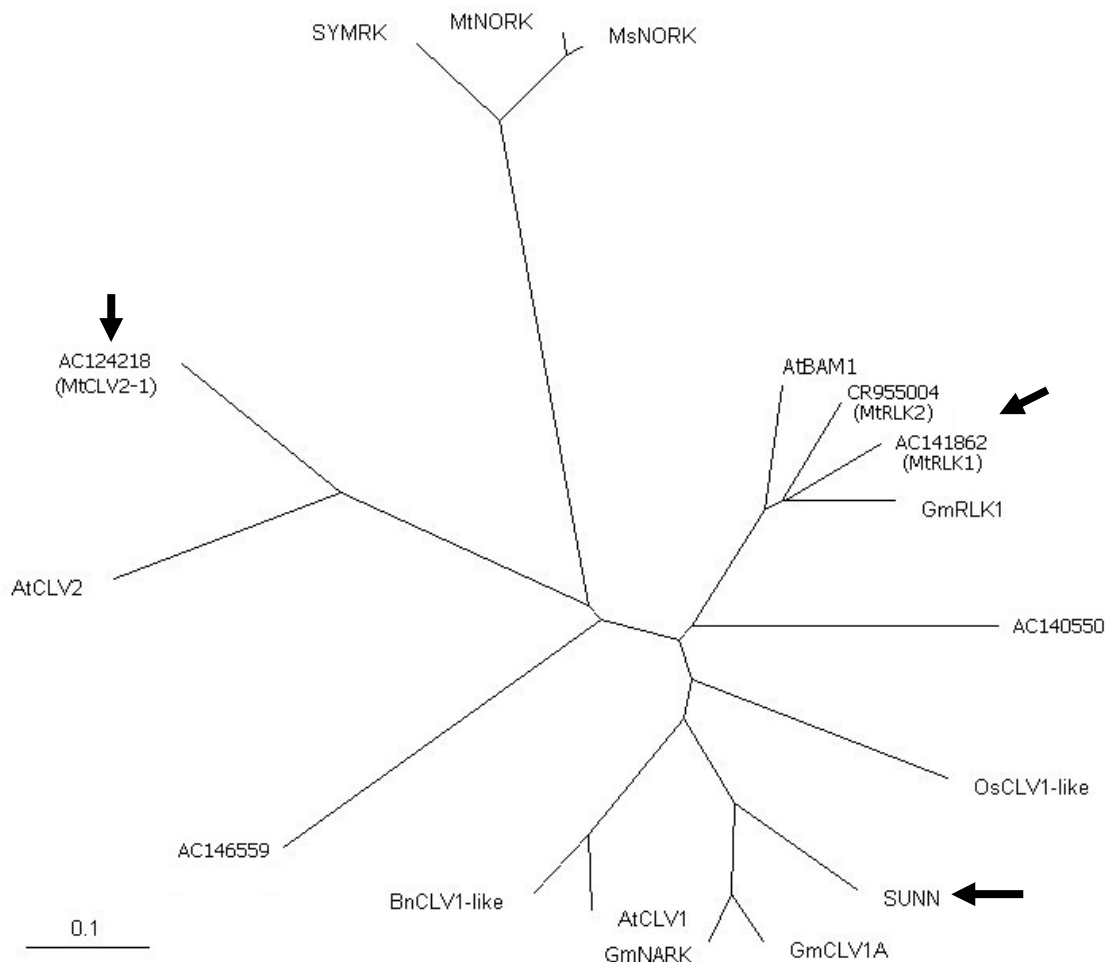 MtNORK
SYMRK
MsNORK
AC124218
(MtCLV2-1)
AtBAM1
CR955004
(MtRLK2)
AC141862
(MtRLK1)
GmRLK1
AtCLV2
AC140550
OsCLV1-like
AC146559
BnCLV1-like
SUNN
AtCLV1
GmNARK
GmCLV1A
0.1